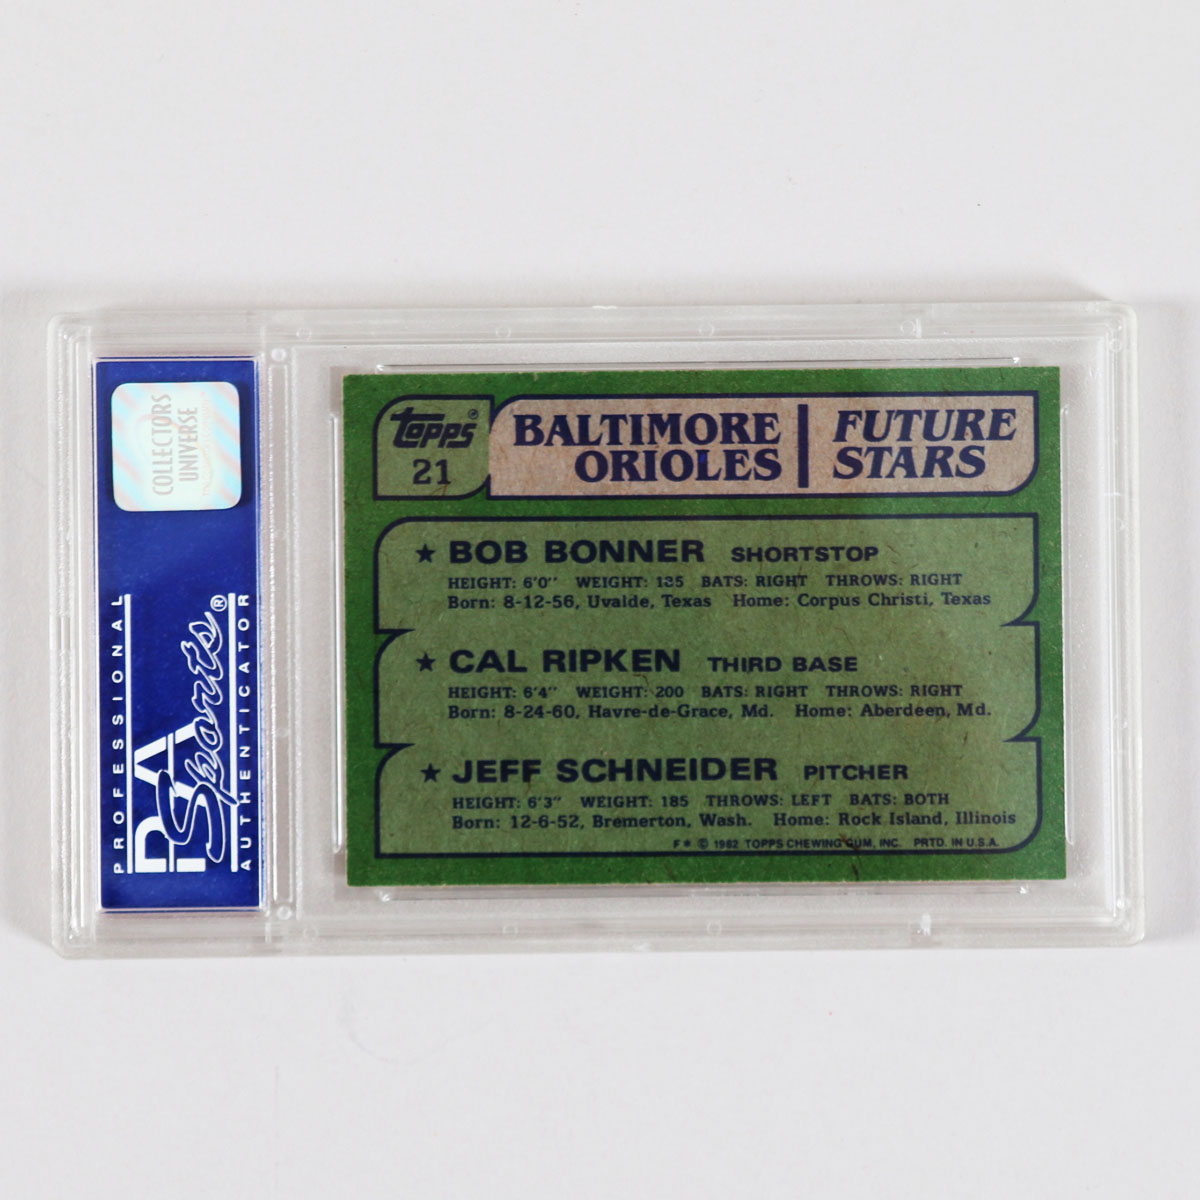 COLLECTORS
UNIVERSE
PROFESSIONAL
PSA
Sports®
AUTHENTICATOR
topps®
21
BALTIMORE
ORIOLES
FUTURE
STARS
★ BOB BONNER SHORTSTOP
HEIGHT: 6'0" WEIGHT: 185 BATS: RIGHT THROWS: RIGHT
Born: 8-12-56, Uvalde, Texas Home: Corpus Christi, Texas
★ CAL RIPKEN THIRD BASE
HEIGHT: 6'4" WEIGHT: 200 BATS: RIGHT THROWS: RIGHT
Born: 8-24-60, Havre-de-Grace, Md. Home: Aberdeen, Md.
★ JEFF SCHNEIDER PITCHER
HEIGHT: 6'3" WEIGHT: 185 THROWS: LEFT BATS: BOTH
Born: 12-6-52, Bremerton, Wash. Home: Rock Island, Illinois
F* © 1982 TOPPS CHEWING GUM, INC. PRTD. IN U.S.A.